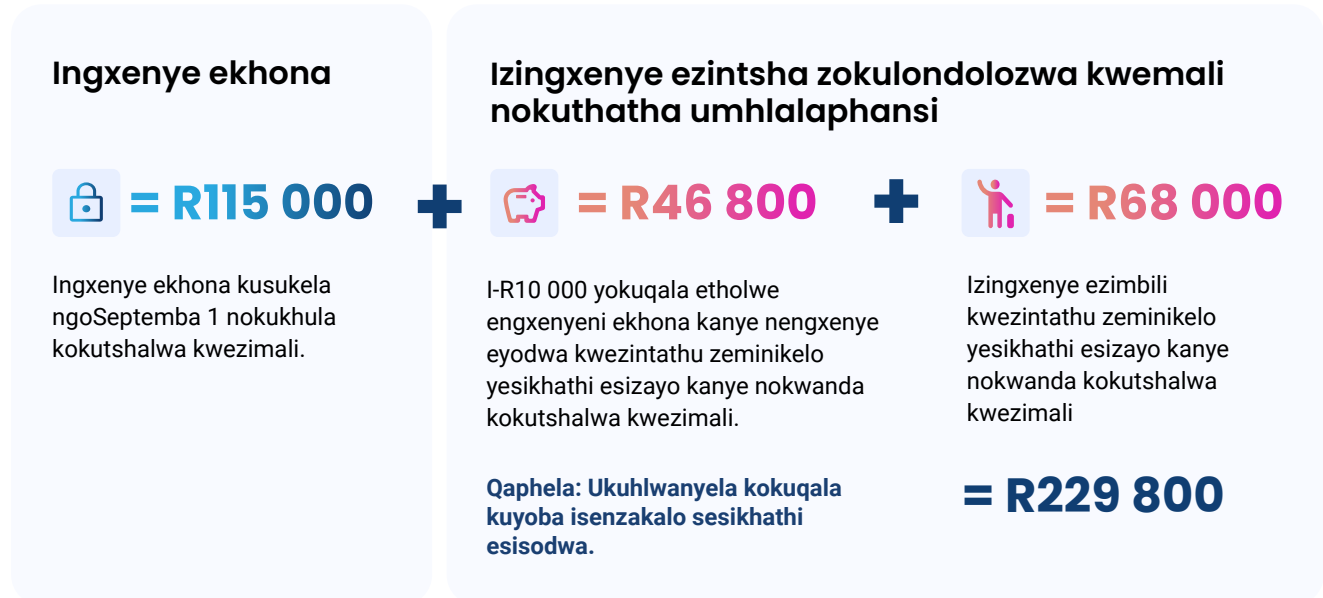 Ingxenye ekhona
= R115 000
Ingxenye ekhona kusukela
ngoSeptemba 1 nokukhula
kokutshalwa kwezimali.
+
Izingxenye ezintsha zokulondolozwa kwemali
nokuthatha umhlalaphansi
= R46 800
I-R10 000 yokuqala etholwe
engxenyeni ekhona kanye nengxenye
eyodwa kwezintathu zeminikelo
yesikhathi esizayo kanye nokwanda
kokutshalwa kwezimali.
Qaphela: Ukuhlwanyela kokuqala
kuyoba isenzakalo sesikhathi
esisodwa.
+
= R68 000
Izingxenye ezimbili
kwezintathu zeminikelo
yesikhathi esizayo kanye
nokwanda kokutshalwa
kwezimali
= R229 800